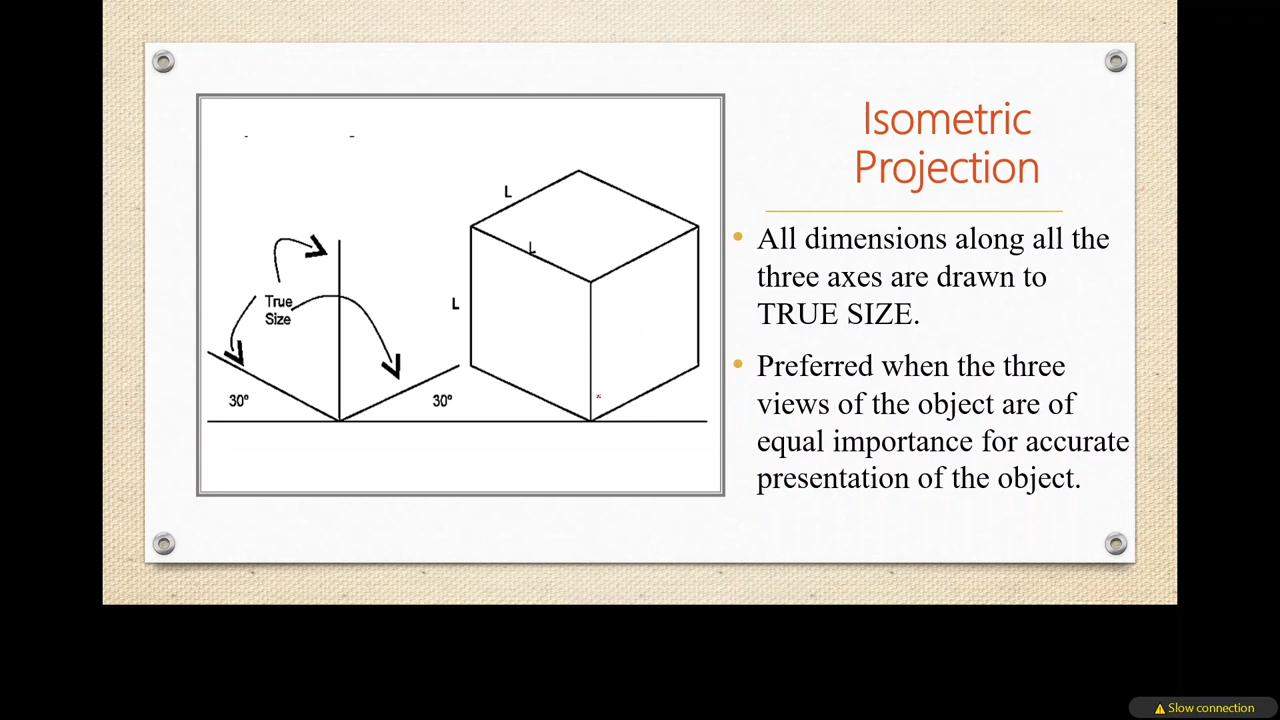 Isometric
Projection
All dimensions along all the
three axes are drawn to
TRUE SIZE.
Preferred when the three
views of the object are of
equal importance for accurate
presentation of the object.
L
L
L
True
Size
30°
30°
Slow connection